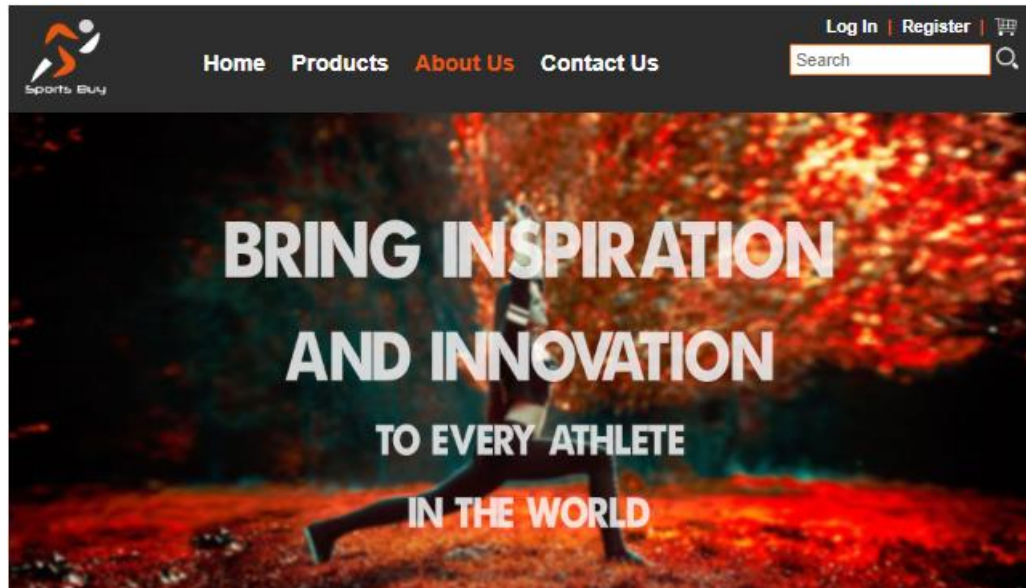 Log In | Register |
Sports Buy
Home Products About Us Contact Us
Search
BRING INSPIRATION
AND INNOVATION
TO EVERY ATHLETE
IN THE WORLD